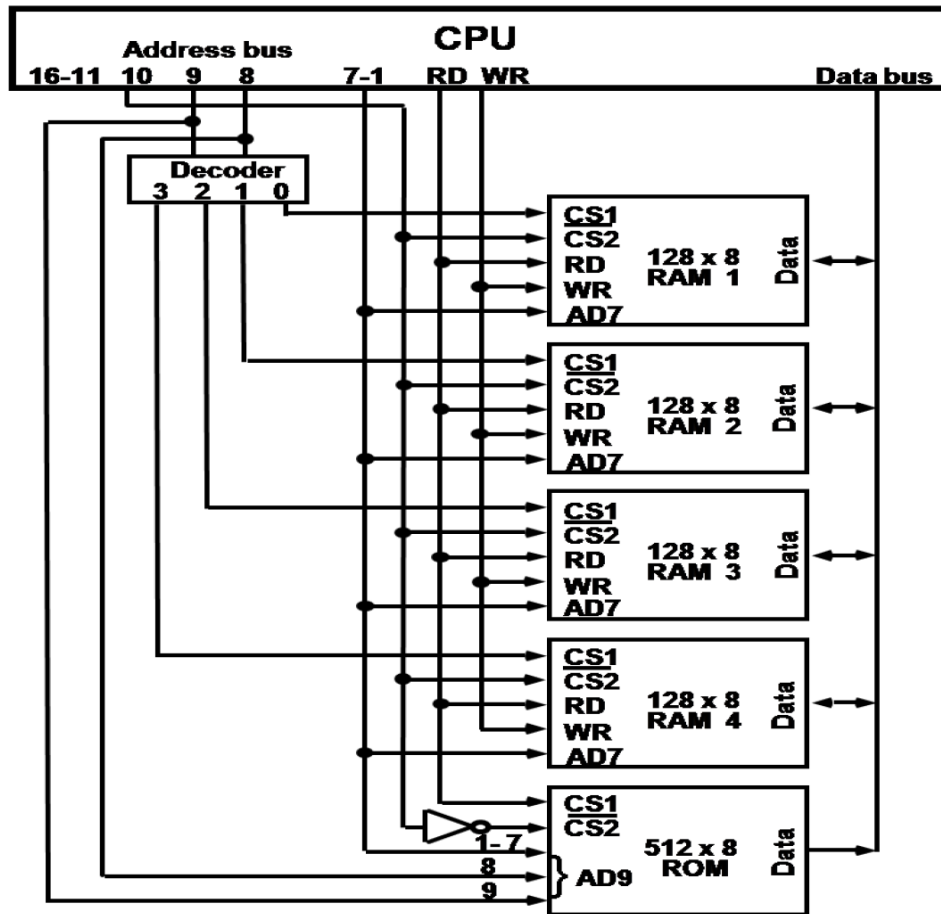 CPU
Address bus
16-11 10 9 8 7-1 RD WR Data bus
Decoder
3 2 1 0
CS1
CS2
RD
WR
AD7
128 x 8
RAM 1
Data
CS1
CS2
RD
WR
AD7
128 x 8
RAM 2
Data
CS1
CS2
RD
WR
AD7
128 x 8
RAM 3
Data
CS1
CS2
RD
WR
AD7
128 x 8
RAM 4
Data
CS1
CS2
1-7
8
9
} AD9
512 x 8
ROM
Data